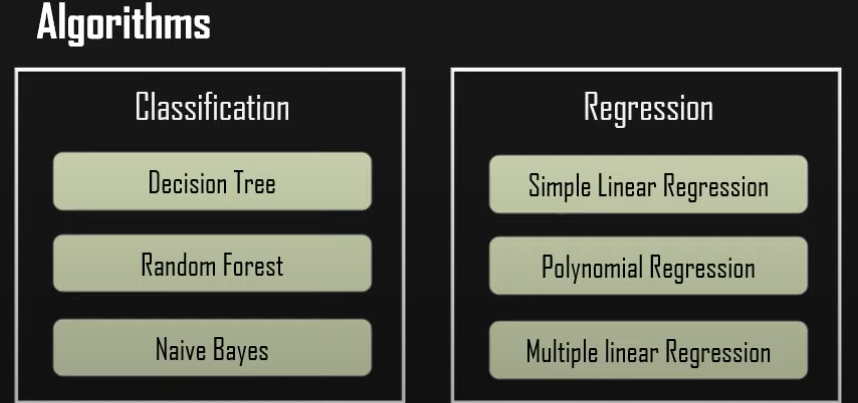 Algorithms
Classification
Decision Tree
Random Forest
Naive Bayes
Regression
Simple Linear Regression
Polynomial Regression
Multiple linear Regression